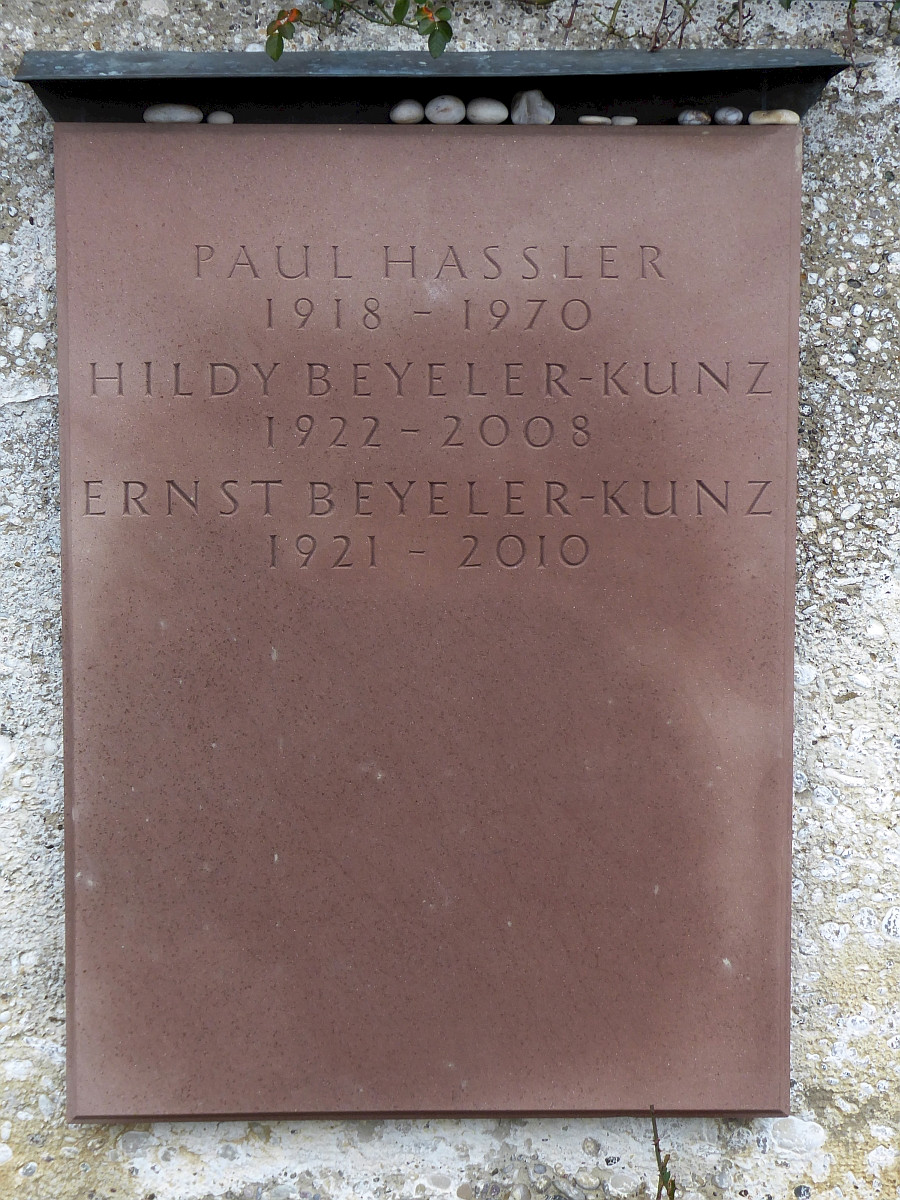 PAUL HASSLER
1918 - 1970
HILDY BEYELER-KUNZ
1922 - 2008
ERNST BEYELER-KUNZ
1921 - 2010